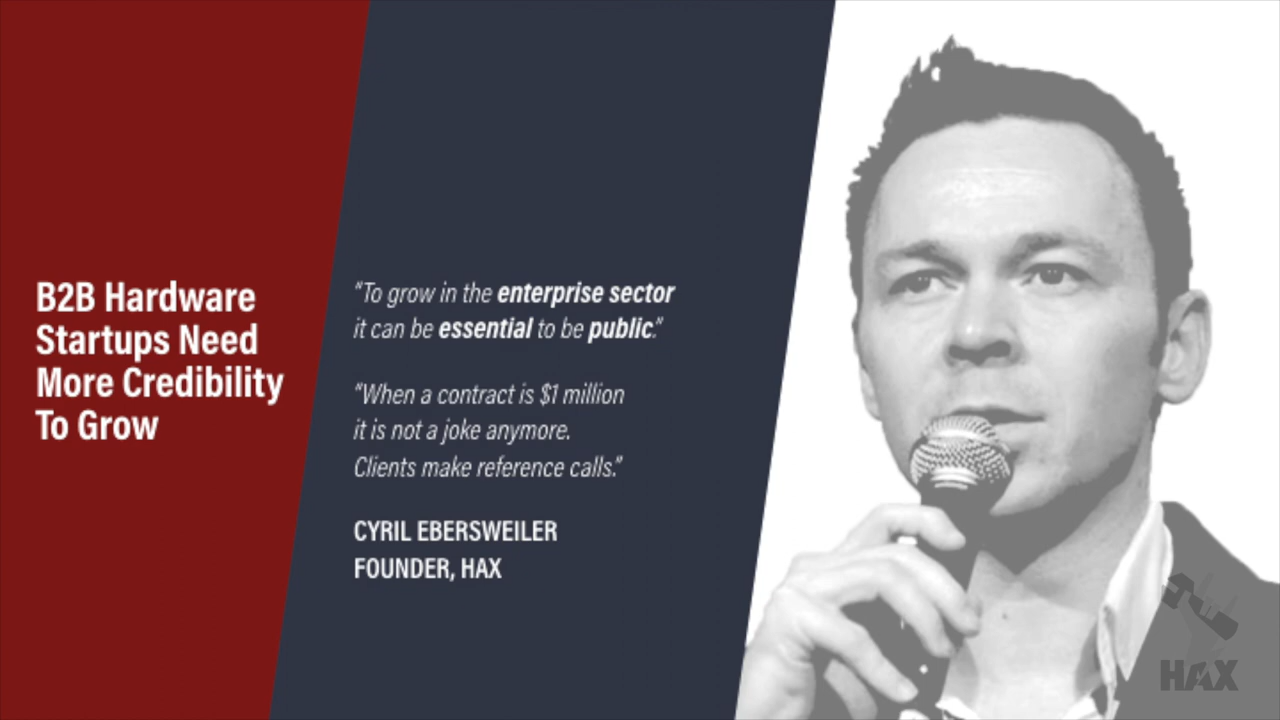 B2B Hardware
Startups Need
More Credibility
To Grow
“To grow in the enterprise sector
it can be essential to be public.”
“When a contract is $1 million
it is not a joke anymore.
Clients make reference calls.”
CYRIL EBERSWEILER
FOUNDER, HAX
HAX